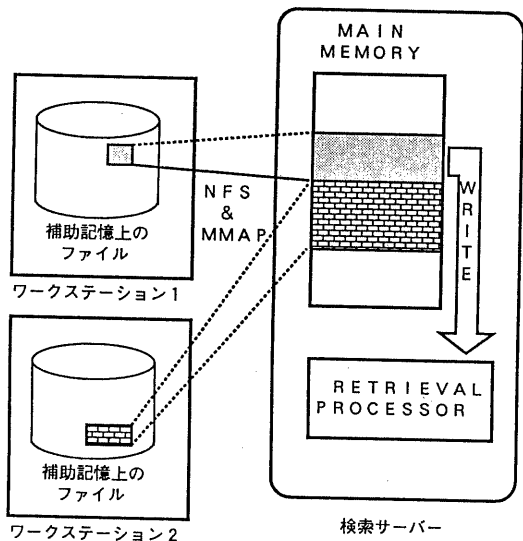 MAIN
MEMORY
補助記憶上の
ファイル
ワークステーション1
NFS
&
MMAP
WRITE
RETRIEVAL
PROCESSOR
補助記憶上の
ファイル
ワークステーション2
検索サーバー